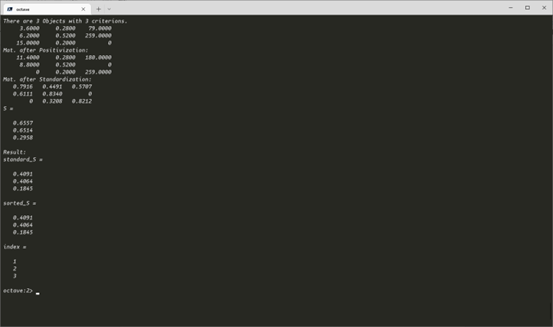 octave
There are 3 Objects with 3 criterions.
3.6000 0.2800 79.0000
6.2000 0.5200 259.0000
15.0000 0.2000 0
Mat. after Positivization:
11.4000 0.2800 180.0000
8.8000 0.5200 0
0 0.2000 259.0000
Mat. after Standardization:
0.7916 0.4491 0.5707
0.6111 0.8340 0
0 0.3208 0.8212
S =
0.6557
0.6514
0.2958
Result:
standard_S =
0.4091
0.4064
0.1845
sorted_S =
0.4091
0.4064
0.1845
index =
1
2
3
octave:2>